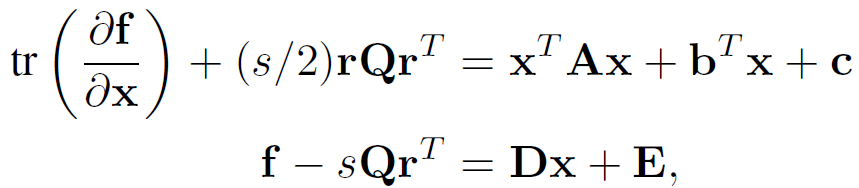 tr(∂f/∂x) + (s/2)rQr^T = x^T Ax + b^T x + c
f − sQr^T = Dx + E,